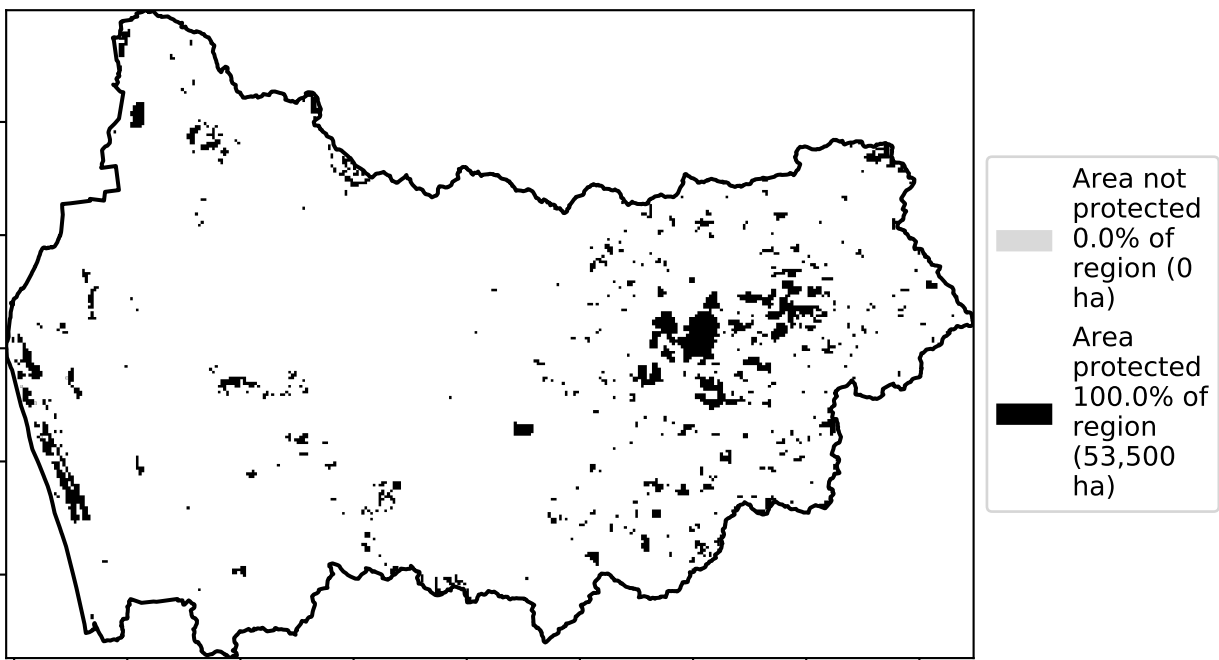 Area not
protected
0.0% of
region (0
ha)
Area
protected
100.0% of
region
(53,500
ha)